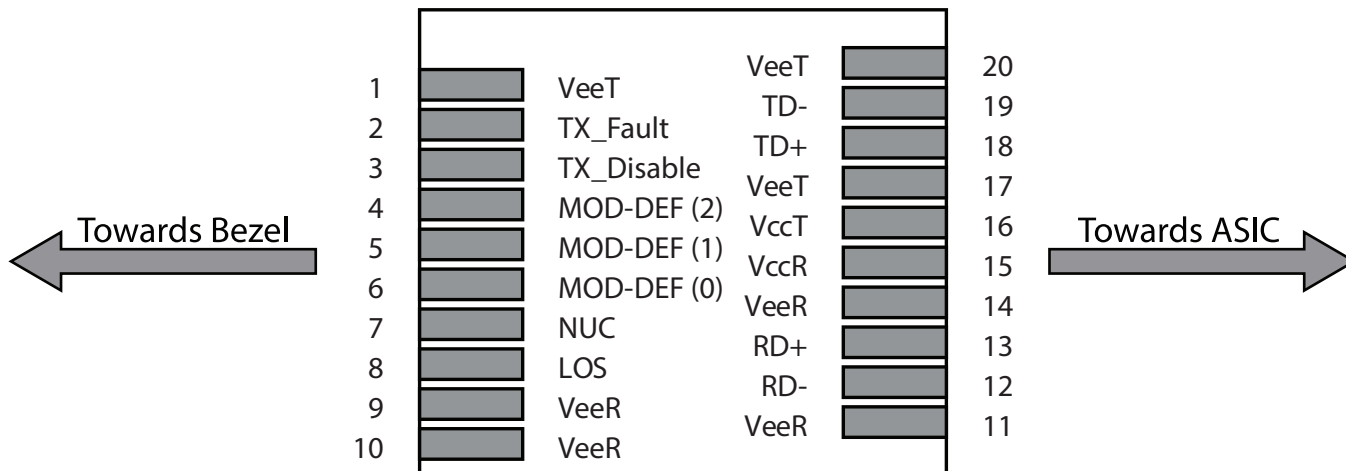 VeeT 20
1 VeeT
TD- 19
2 TX_Fault
TD+ 18
3 TX_Disable
VeeT 17
4 MOD-DEF (2)
VccT 16
Towards Bezel
Towards ASIC
5 MOD-DEF (1)
VccR 15
6 MOD-DEF (0)
VeeR 14
7 NUC
RD+ 13
8 LOS
RD- 12
9 VeeR
VeeR 11
10 VeeR